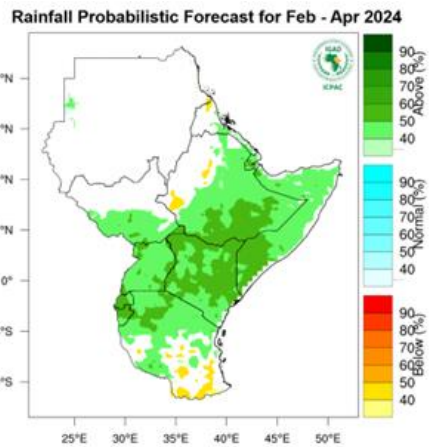 Rainfall Probabilistic Forecast for Feb - Apr 2024
IGAD
ICPAC
°N
°N
°N
°N
0°
°S
°S
25°E 30°E 35°E 40°E 45°E 50°E
90
80
70
60
50
40
Above (%)
90
80
70
60
50
40
Normal (%)
90
80
70
60
50
40
Below (%)